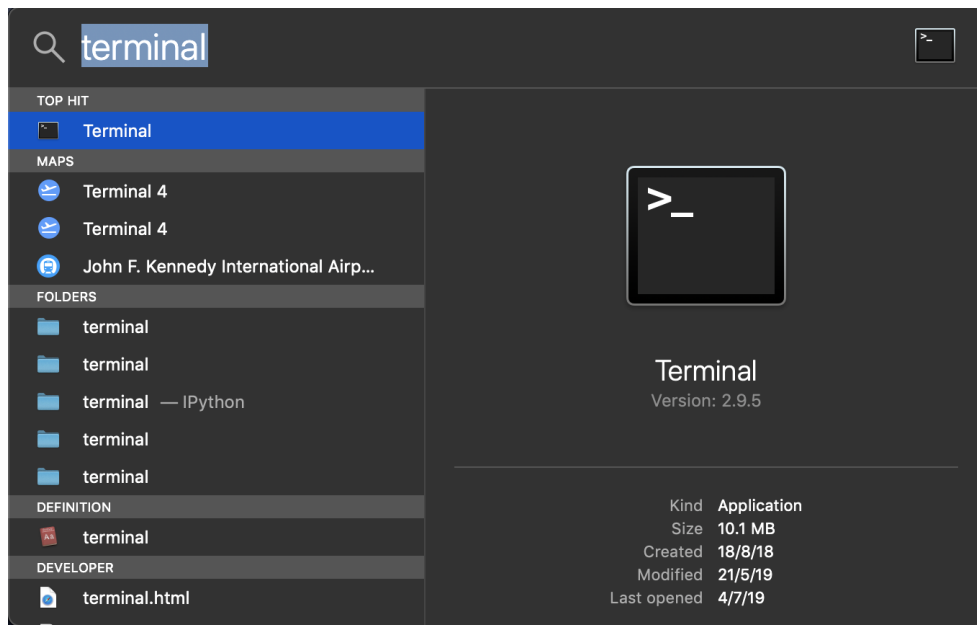 terminal
TOP HIT
Terminal
MAPS
Terminal 4
Terminal 4
John F. Kennedy International Airp...
FOLDERS
terminal
terminal
terminal — IPython
terminal
terminal
DEFINITION
terminal
DEVELOPER
terminal.html
>_
Terminal
Version: 2.9.5
Kind Application
Size 10.1 MB
Created 18/8/18
Modified 21/5/19
Last opened 4/7/19